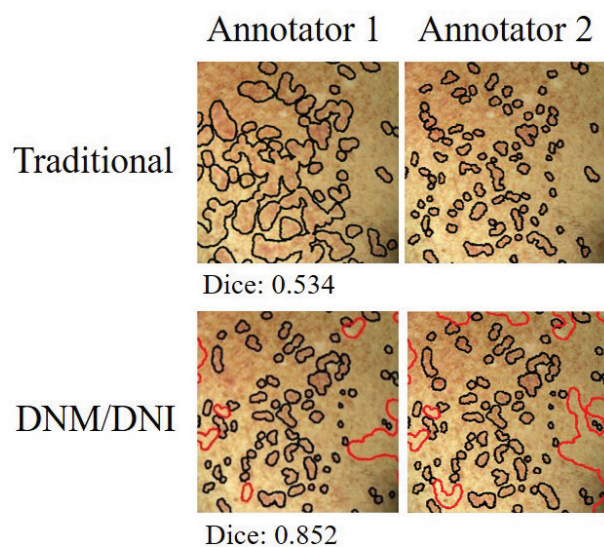 Annotator 1 Annotator 2
Traditional
Dice: 0.534
DNM/DNI
Dice: 0.852